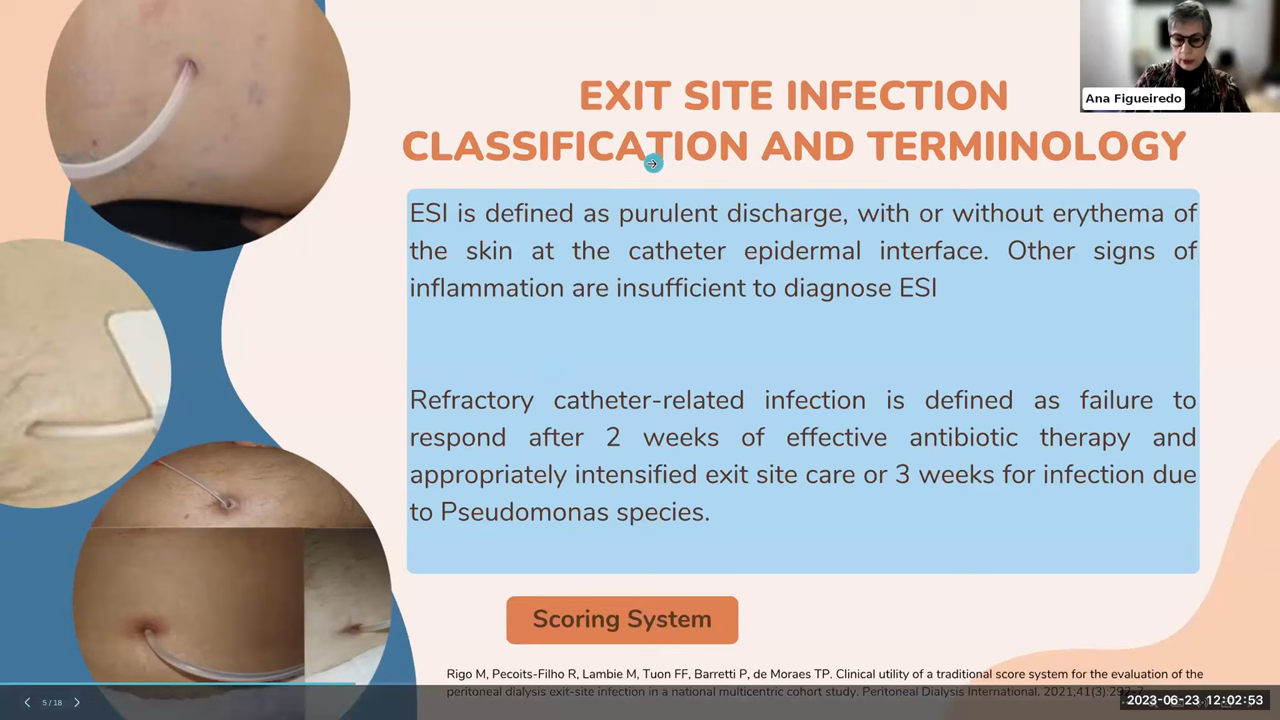 Ana Figueiredo
EXIT SITE INFECTION
CLASSIFICATION AND TERMIINOLOGY
ESI is defined as purulent discharge, with or without erythema of
the skin at the catheter epidermal interface. Other signs of
inflammation are insufficient to diagnose ESI
Refractory catheter-related infection is defined as failure to
respond after 2 weeks of effective antibiotic therapy and
appropriately intensified exit site care or 3 weeks for infection due
to Pseudomonas species.
Scoring System
Rigo M, Pecoits-Filho R, Lambie M, Tuon FF, Barretti P, de Moraes TP. Clinical utility of a traditional score system for the evaluation of the
peritoneal dialysis exit-site infection in a national multicentric cohort study. Peritoneal Dialysis International. 2021;41(3):
5 / 18
2023-06-23 12:02:53